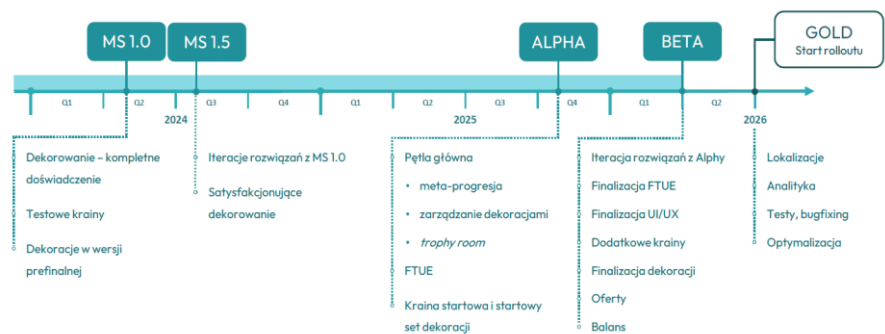 MS 1.0
MS 1.5
ALPHA
BETA
GOLD
Start rolloutu
Q1
Q2
Q3
Q4
Q1
Q2
Q3
Q4
Q1
Q2
2024
2025
2026
Dekorowanie – kompletne
doświadczenie
Testowe krainy
Dekoracje w wersji
prefinalnej
Iteracje rozwiązań z MS 1.0
Satysfakcjonujące
dekorowanie
Pętla główna
• meta-progresja
• zarządzanie dekoracjami
• trophy room
FTUE
Kraina startowa i startowy
set dekoracji
Iteracja rozwiązań z Alphy
Finalizacja FTUE
Finalizacja UI/UX
Dodatkowe krainy
Finalizacja dekoracji
Oferty
Balans
Lokalizacje
Analityka
Testy, bugfixing
Optymalizacja